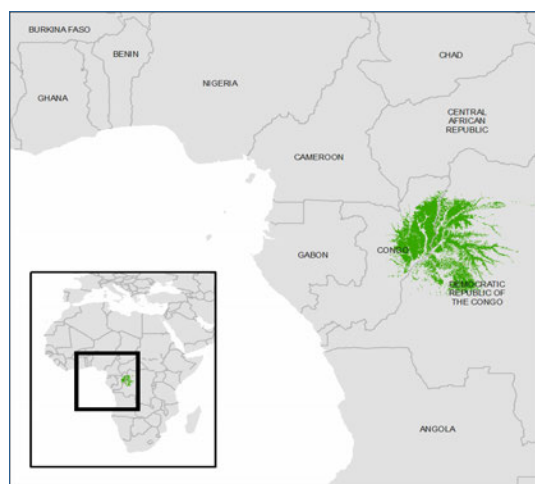 BURKINA FASO
BENIN
GHANA
NIGERIA
CHAD
CENTRAL
AFRICAN
REPUBLIC
CAMEROON
GABON
CONGO
DEMOCRATIC
REPUBLIC OF
THE CONGO
ANGOLA